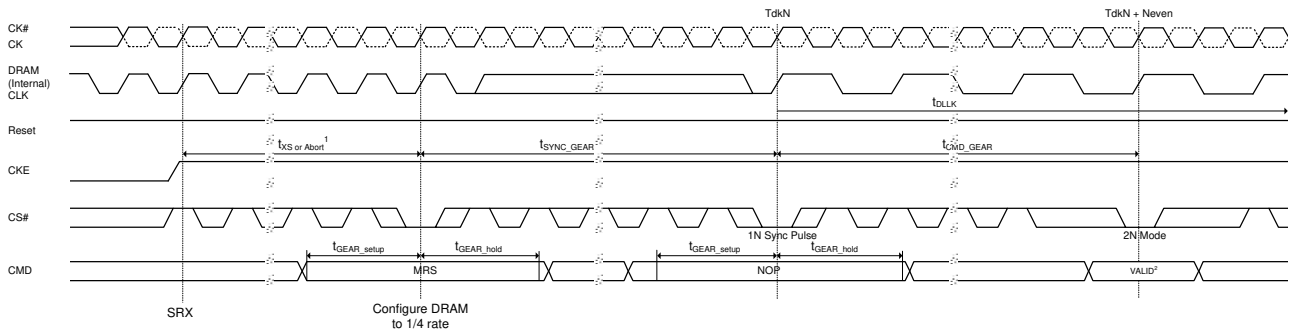 TdkN
TdkN + Neven
CK#
CK
DRAM
(Internal)
CLK
tDLLK
Reset
tXS or Abort1
tSYNC_GEAR
tCMD_GEAR
CKE
CS#
1N Sync Pulse
2N Mode
tGEAR_setup
tGEAR_hold
tGEAR_setup
tGEAR_hold
CMD
MRS
NOP
VALID2
SRX
Configure DRAM
to 1/4 rate